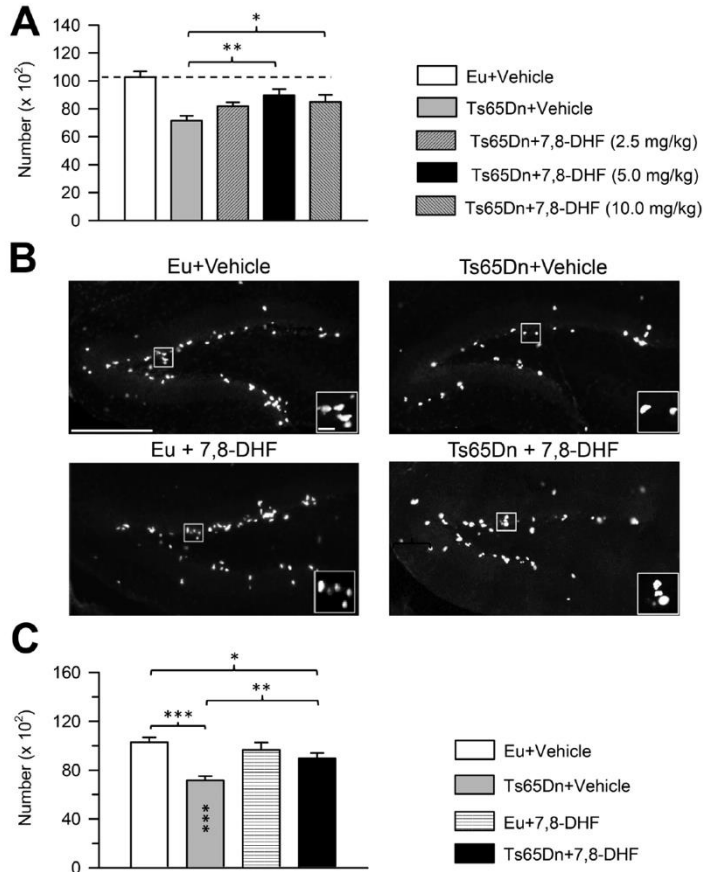 A
140
120
100
80
60
40
20
0
Number (x 10²)
*
**
Eu+Vehicle
Ts65Dn+Vehicle
Ts65Dn+7,8-DHF (2.5 mg/kg)
Ts65Dn+7,8-DHF (5.0 mg/kg)
Ts65Dn+7,8-DHF (10.0 mg/kg)
B
Eu+Vehicle
Ts65Dn+Vehicle
Eu + 7,8-DHF
Ts65Dn + 7,8-DHF
C
160
120
80
40
0
Number (x 10²)
*
***
**
***
Eu+Vehicle
Ts65Dn+Vehicle
Eu+7,8-DHF
Ts65Dn+7,8-DHF